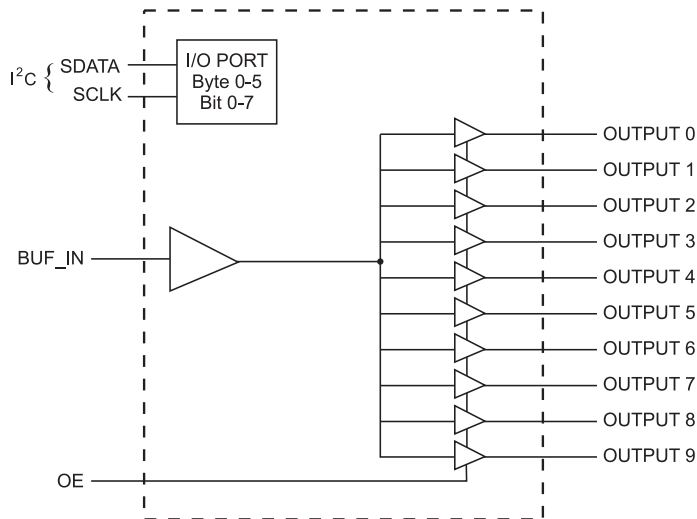 I²C { SDATA
SCLK
I/O PORT
Byte 0-5
Bit 0-7
BUF_IN
OE
OUTPUT 0
OUTPUT 1
OUTPUT 2
OUTPUT 3
OUTPUT 4
OUTPUT 5
OUTPUT 6
OUTPUT 7
OUTPUT 8
OUTPUT 9